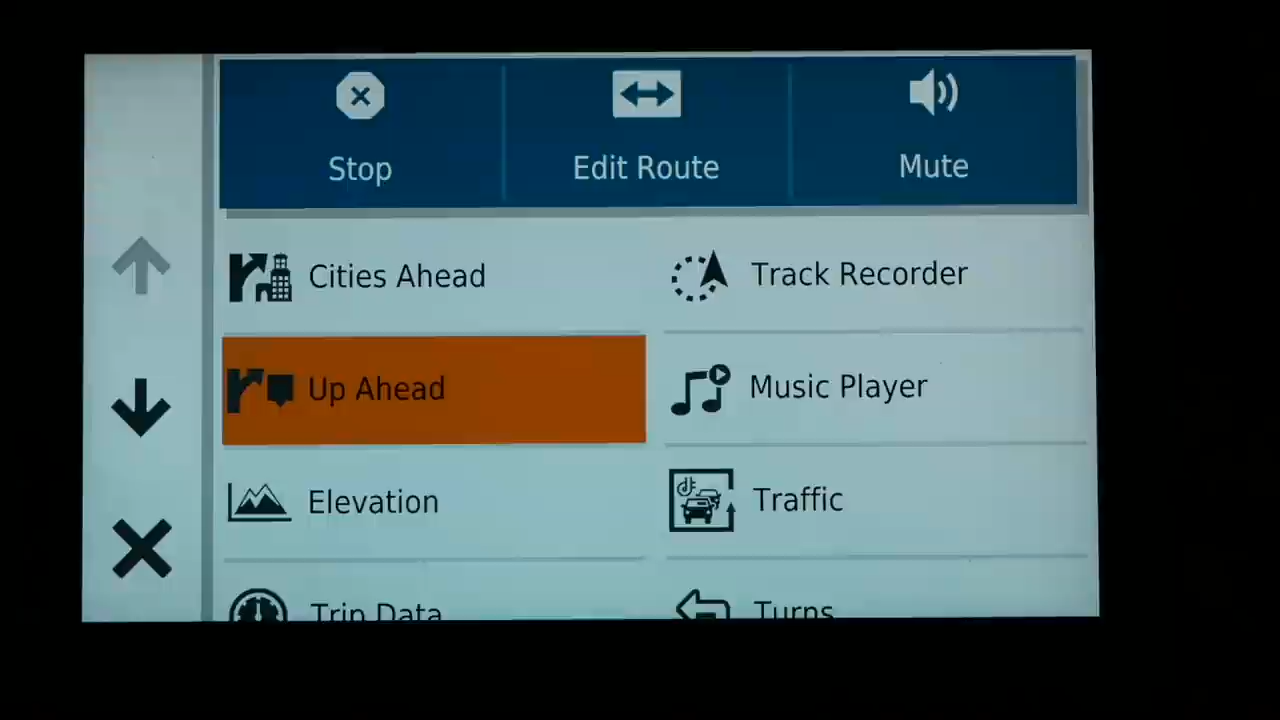 Stop Edit Route Mute
Cities Ahead Track Recorder
Up Ahead Music Player
Elevation Traffic
Trip Data Turns